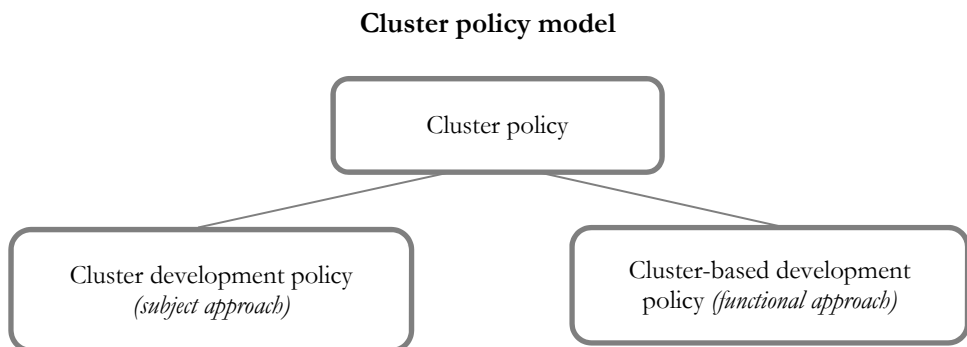 Cluster policy model
Cluster policy
Cluster development policy
(subject approach)
Cluster-based development
policy (functional approach)